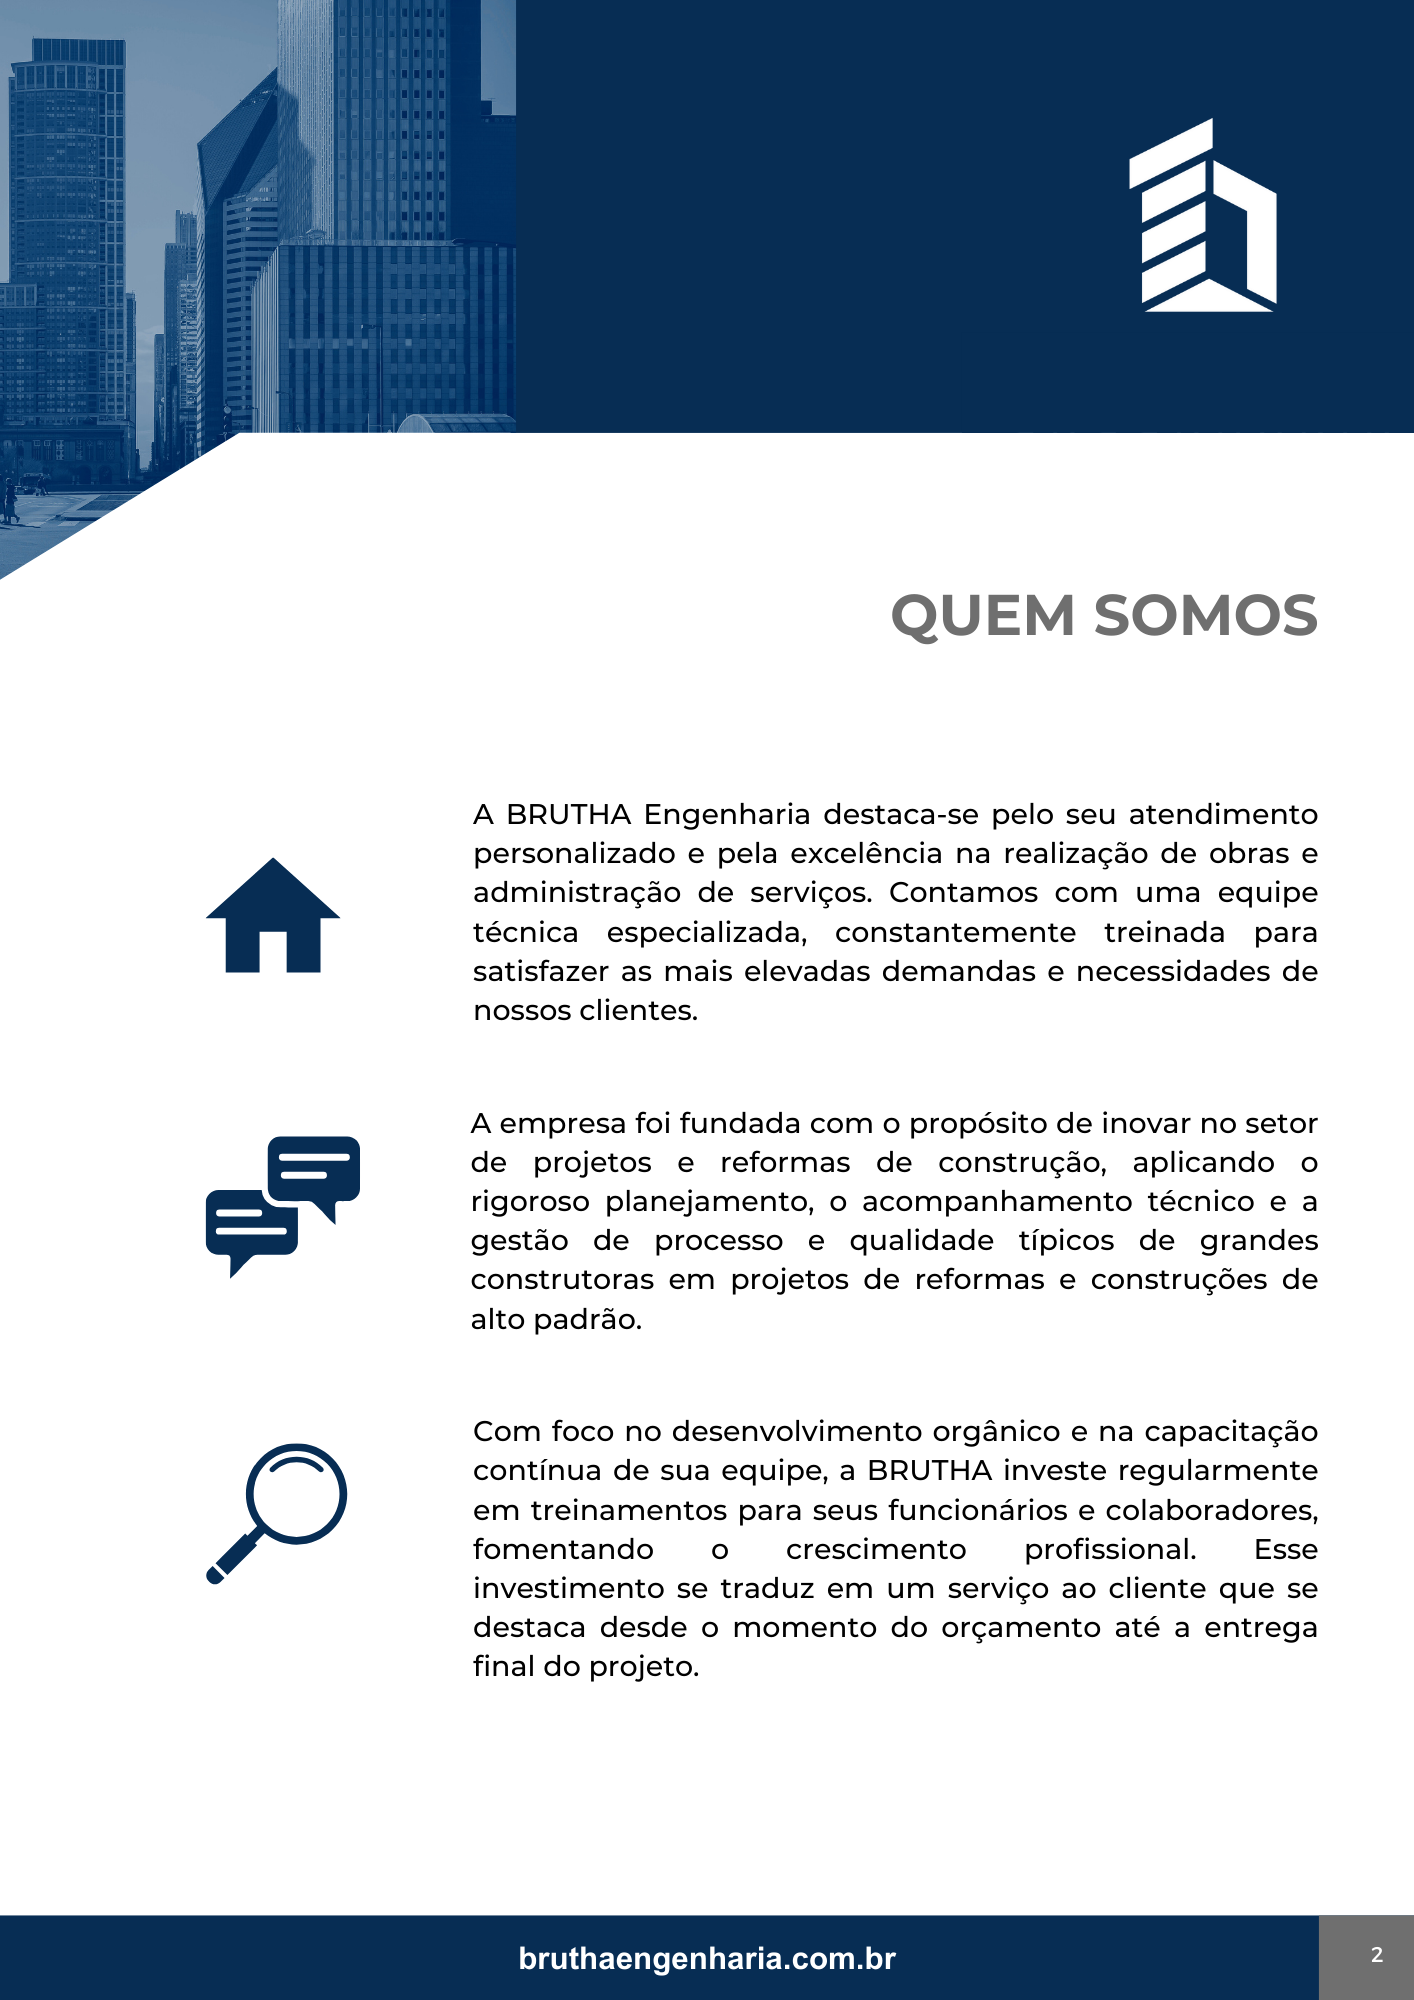 QUEM SOMOS
A BRUTHA Engenharia destaca-se pelo seu atendimento
personalizado e pela excelência na realização de obras e
administração de serviços. Contamos com uma equipe
técnica especializada, constantemente treinada para
satisfazer as mais elevadas demandas e necessidades de
nossos clientes.
A empresa foi fundada com o propósito de inovar no setor
de projetos e reformas de construção, aplicando o
rigoroso planejamento, o acompanhamento técnico e a
gestão de processo e qualidade típicos de grandes
construtoras em projetos de reformas e construções de
alto padrão.
Com foco no desenvolvimento orgânico e na capacitação
contínua de sua equipe, a BRUTHA investe regularmente
em treinamentos para seus funcionários e colaboradores,
fomentando o crescimento profissional. Esse
investimento se traduz em um serviço ao cliente que se
destaca desde o momento do orçamento até a entrega
final do projeto.
bruthaengenharia.com.br
2